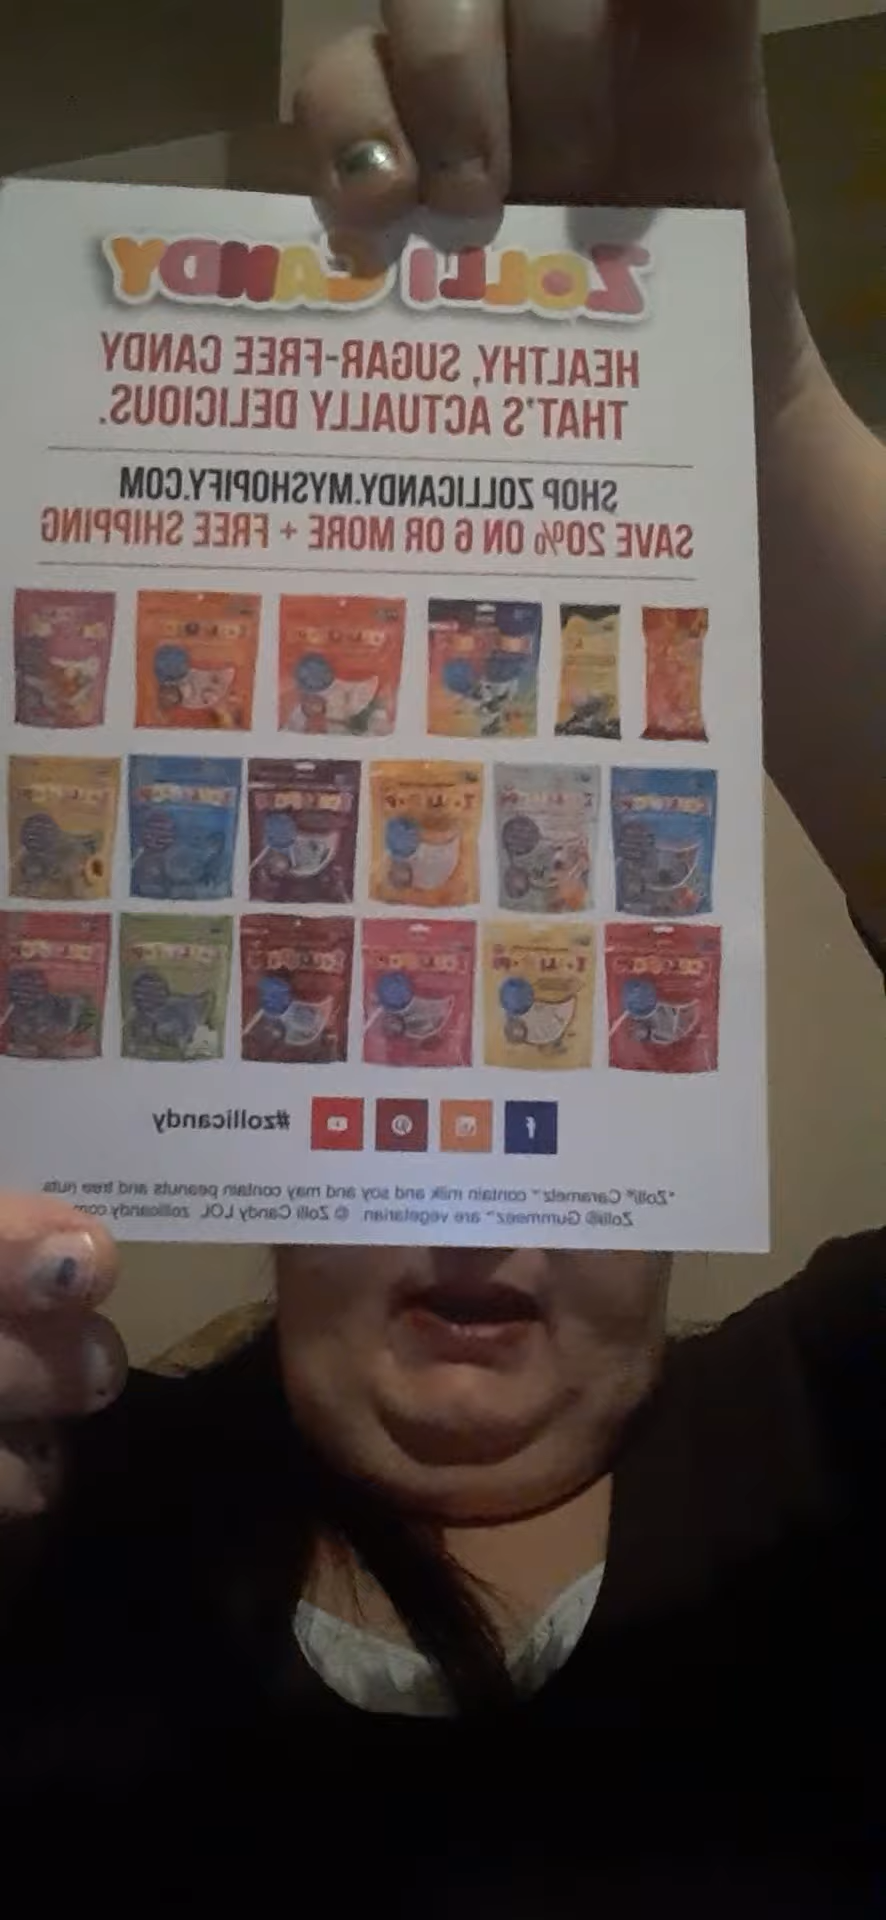 ZOLLI CANDY
HEALTHY, SUGAR-FREE CANDY
THAT'S ACTUALLY DELICIOUS.
SHOP ZOLLICANDY.MYSHOPIFY.COM
SAVE 20% ON 6 OR MORE + FREE SHIPPING
#zollicandy
*Zolli® Caramelz™ contain milk and soy and may contain peanuts and tree nuts
Zolli® Gummeez™ are vegetarian. © Zolli Candy LOL zollicandy.com